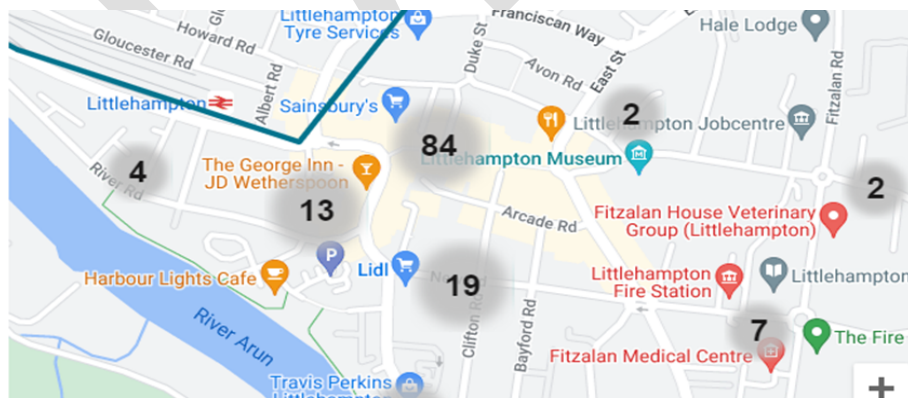 Littlehampton
Tyre Services
Franciscan Way
Hale Lodge
Howard Rd
Gloucester Rd
Duke St
East St
Avon Rd
Fitzalan Rd
Albert Rd
Littlehampton
Sainsbury's
2
Littlehampton Jobcentre
84
Littlehampton Museum
4
The George Inn -
JD Wetherspoon
River Rd
2
13
Arcade Rd
Fitzalan House Veterinary
Group (Littlehampton)
P
Lidl
Harbour Lights Cafe
19
Littlehampton
Fire Station
Littlehampton
River Arun
Clifton Rd
Bayford Rd
7
The Fire
Fitzalan Medical Centre
Travis Perkins
Littlehampton
+